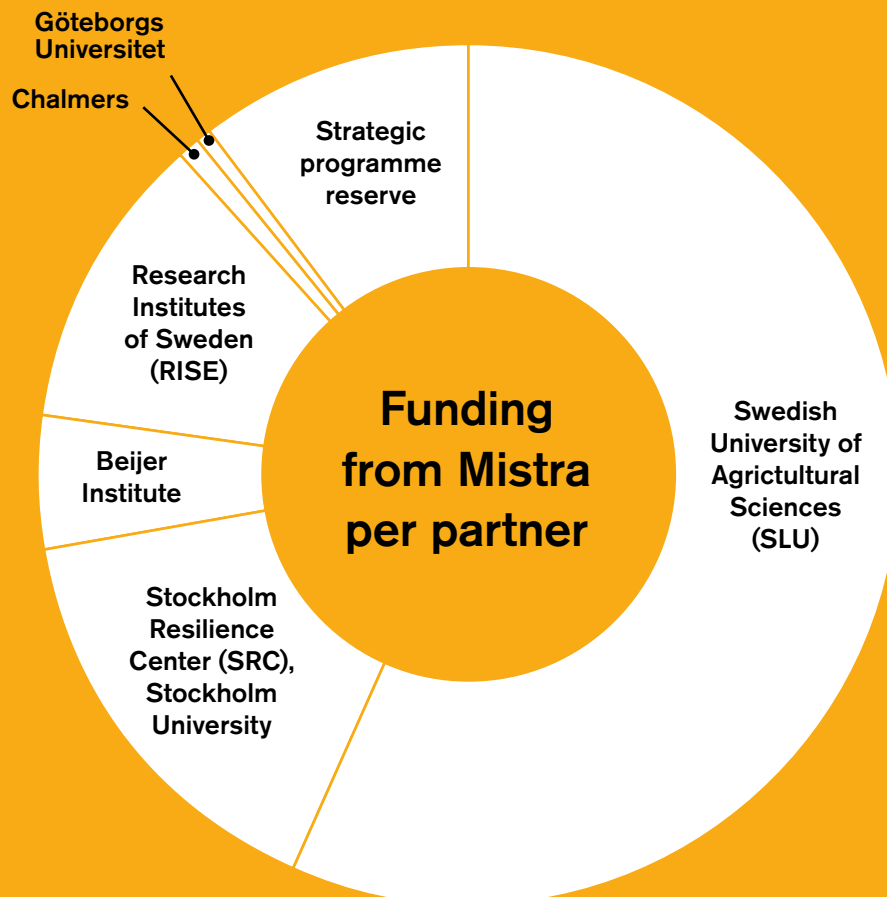 Göteborgs
Universitet
Chalmers
Strategic
programme
reserve
Research
Institutes
of Sweden
(RISE)
Beijer
Institute
Stockholm
Resilience
Center (SRC),
Stockholm
University
Funding
from Mistra
per partner
Swedish
University of
Agrictultural
Sciences
(SLU)